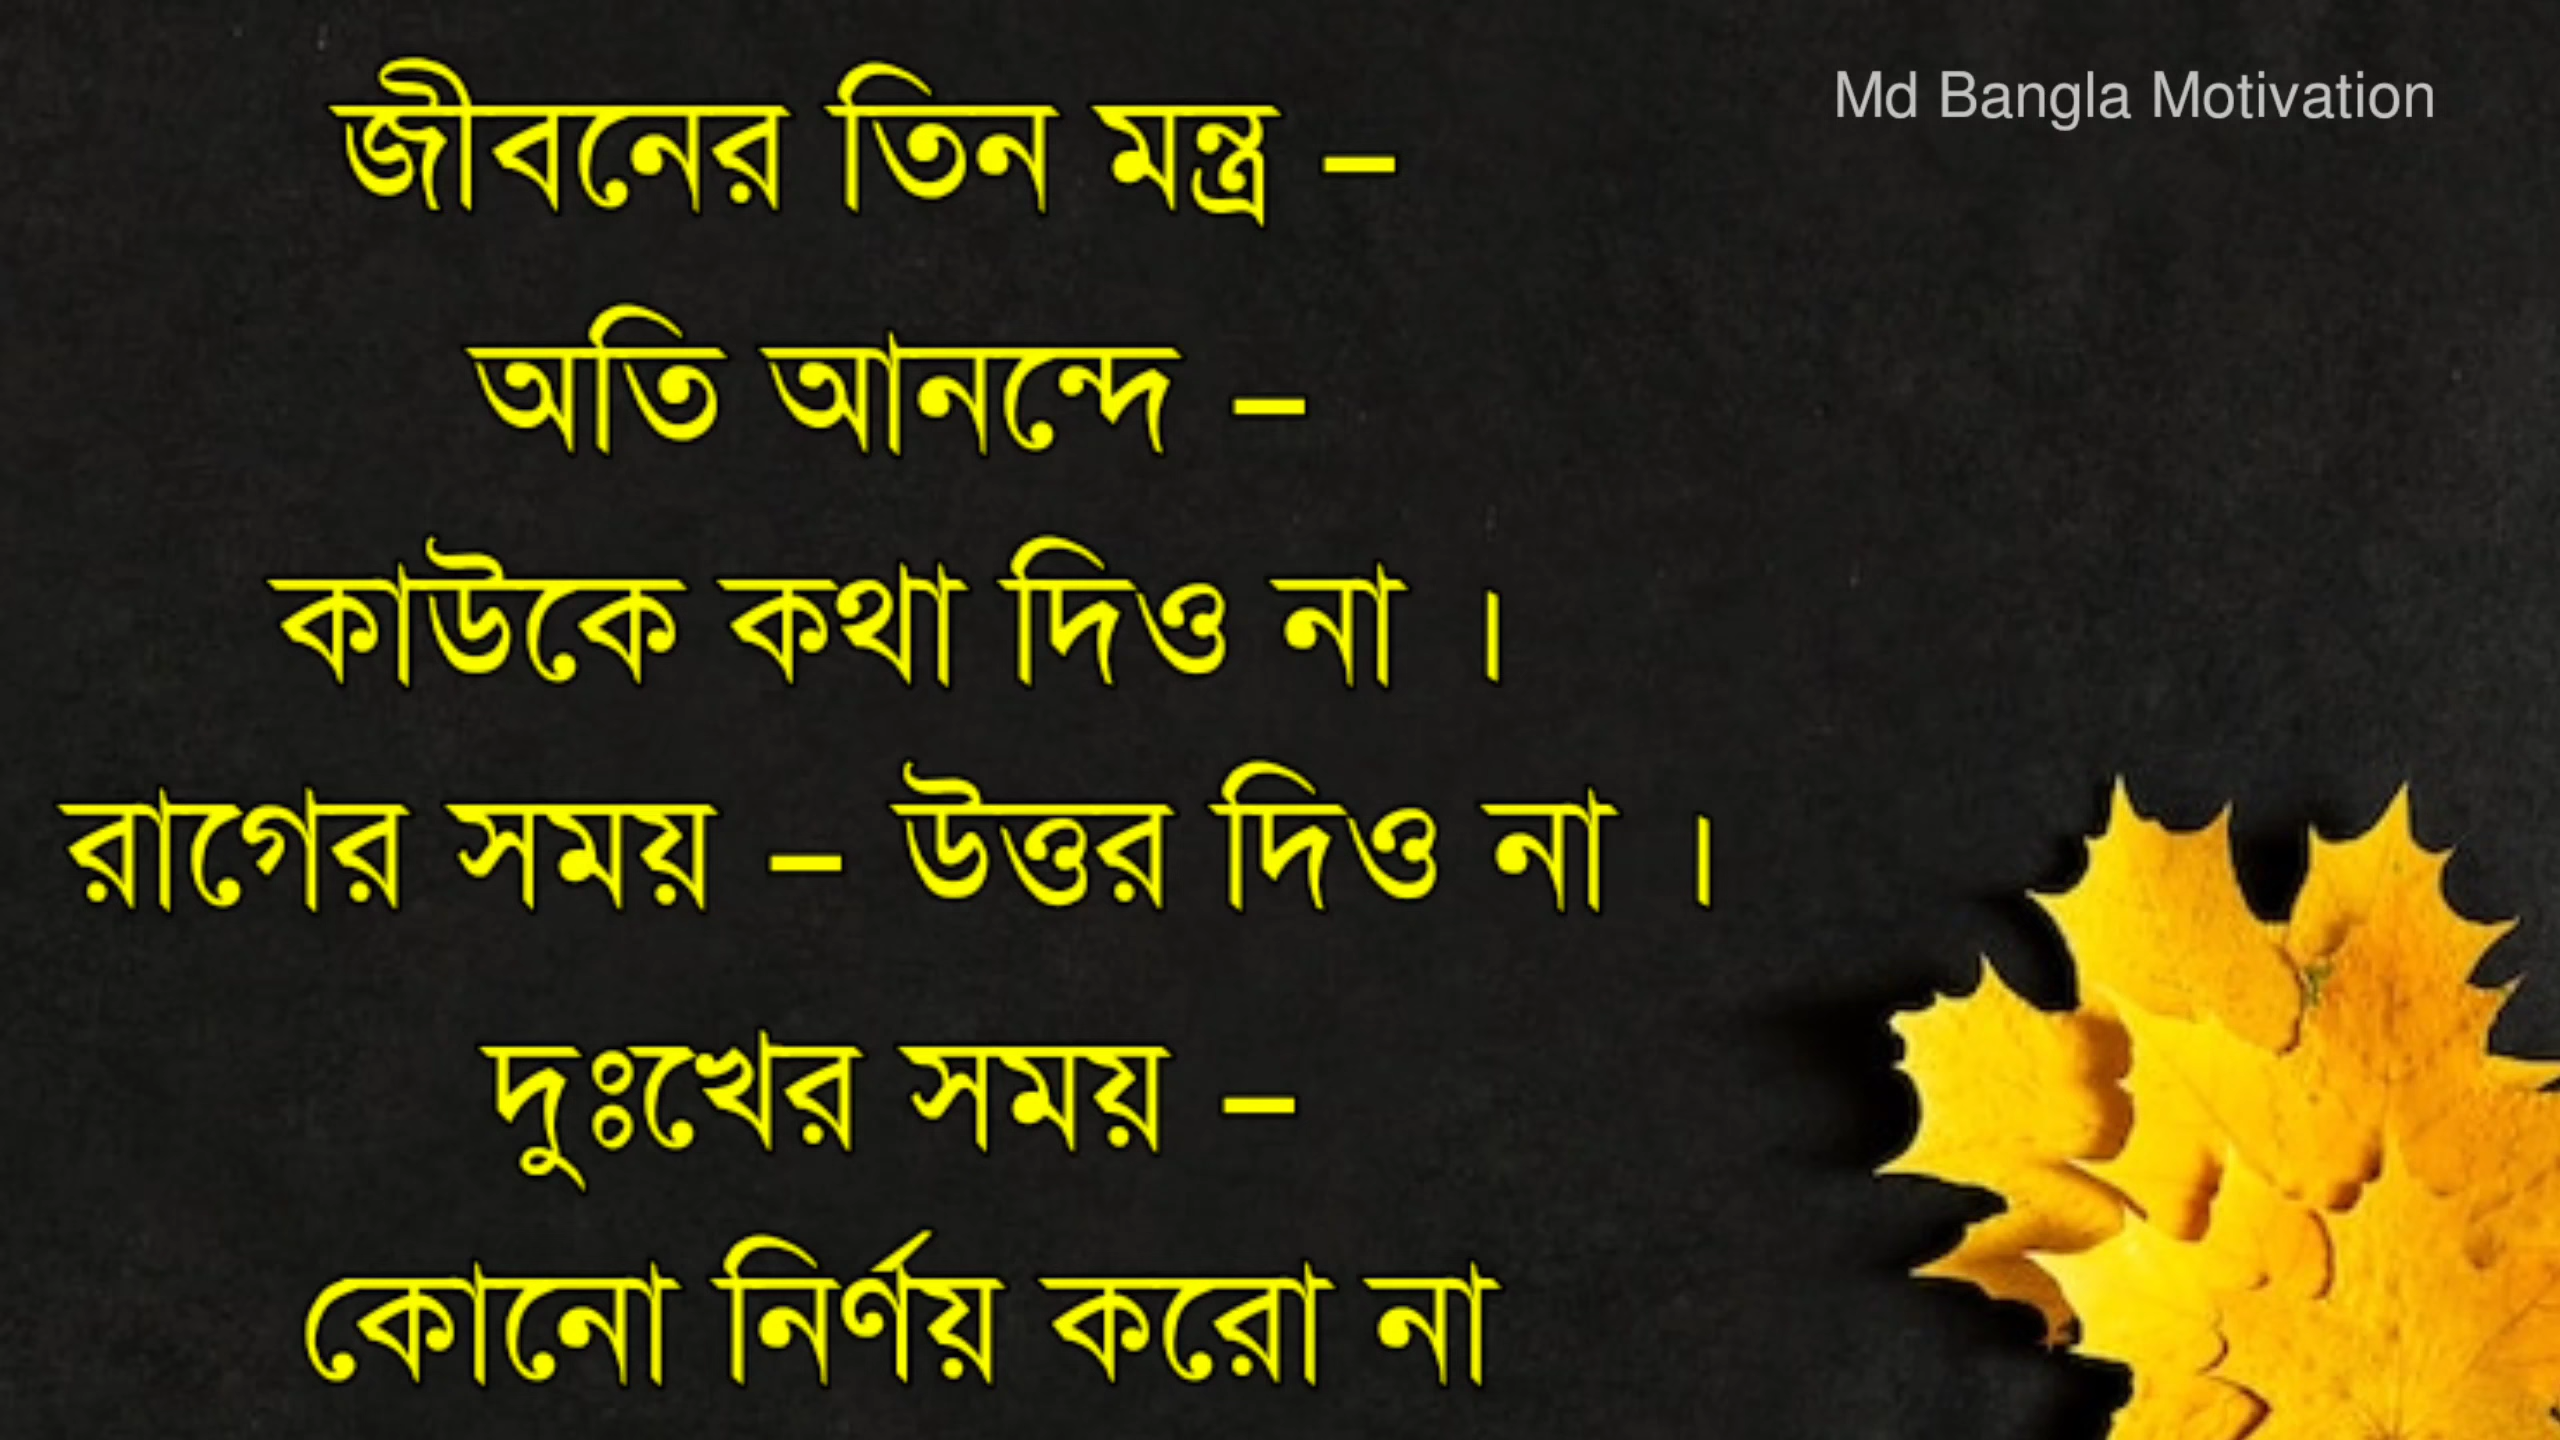 Md Bangla Motivation
জীবনের তিন মন্ত্র –
অতি আনন্দে –
কাউকে কথা দিও না ।
রাগের সময় – উত্তর দিও না ।
দুঃখের সময় –
কোনো নির্ণয় করো না